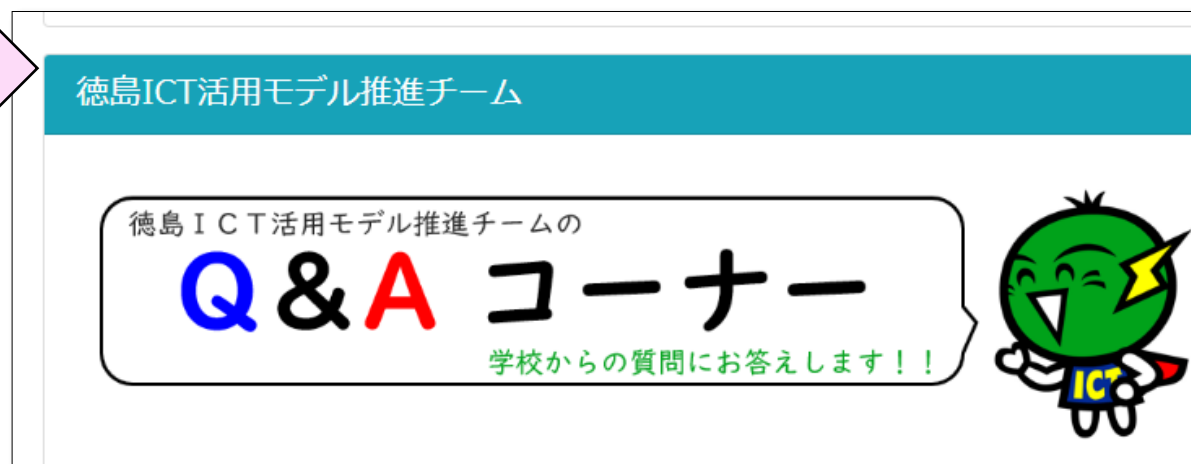 徳島ICT活用モデル推進チーム
徳島ＩＣＴ活用モデル推進チームの
Q&A コーナー
学校からの質問にお答えします！！
ICT